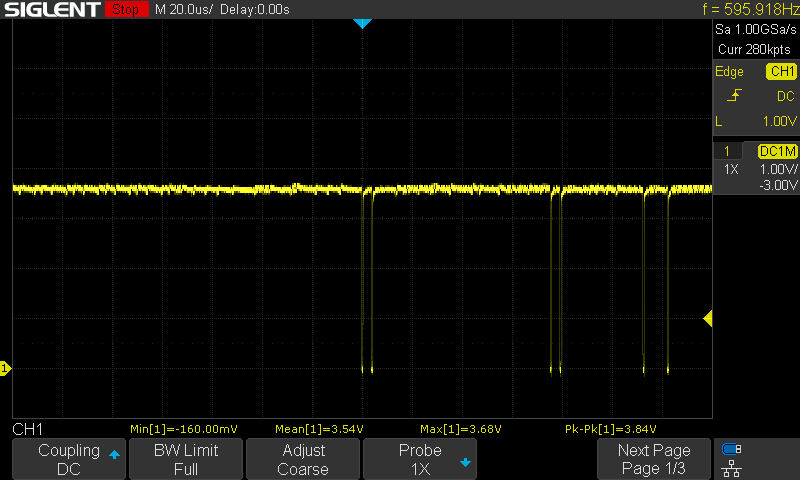 SIGLENT Stop M 20.0us/ Delay:0.00s f = 595.918Hz
Sa 1.00GSa/s
Curr 280kpts
Edge CH1
DC
L 1.00V
1 DC1M
1X 1.00V/
-3.00V
1
CH1 Min[1]=-160.00mV Mean[1]=3.54V Max[1]=3.68V Pk-Pk[1]=3.84V
Coupling
DC
BW Limit
Full
Adjust
Coarse
Probe
1X
Next Page
Page 1/3